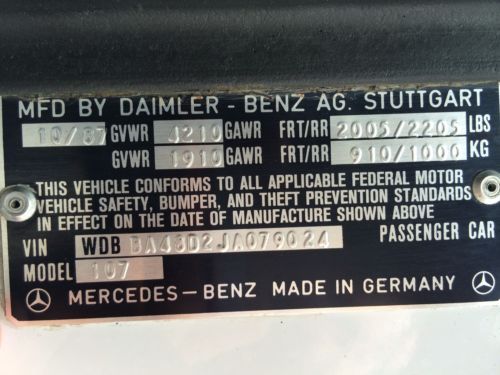 MFD BY DAIMLER - BENZ AG. STUTTGART
10/87 GVWR 4210 GAWR FRT/RR 2005/2205 LBS
GVWR 1910 GAWR FRT/RR 910/1000 KG
THIS VEHICLE CONFORMS TO ALL APPLICABLE FEDERAL MOTOR
VEHICLE SAFETY, BUMPER, AND THEFT PREVENTION STANDARDS
IN EFFECT ON THE DATE OF MANUFACTURE SHOWN ABOVE
VIN WDB BA48D2JA079024 PASSENGER CAR
MODEL 107
MERCEDES-BENZ MADE IN GERMANY